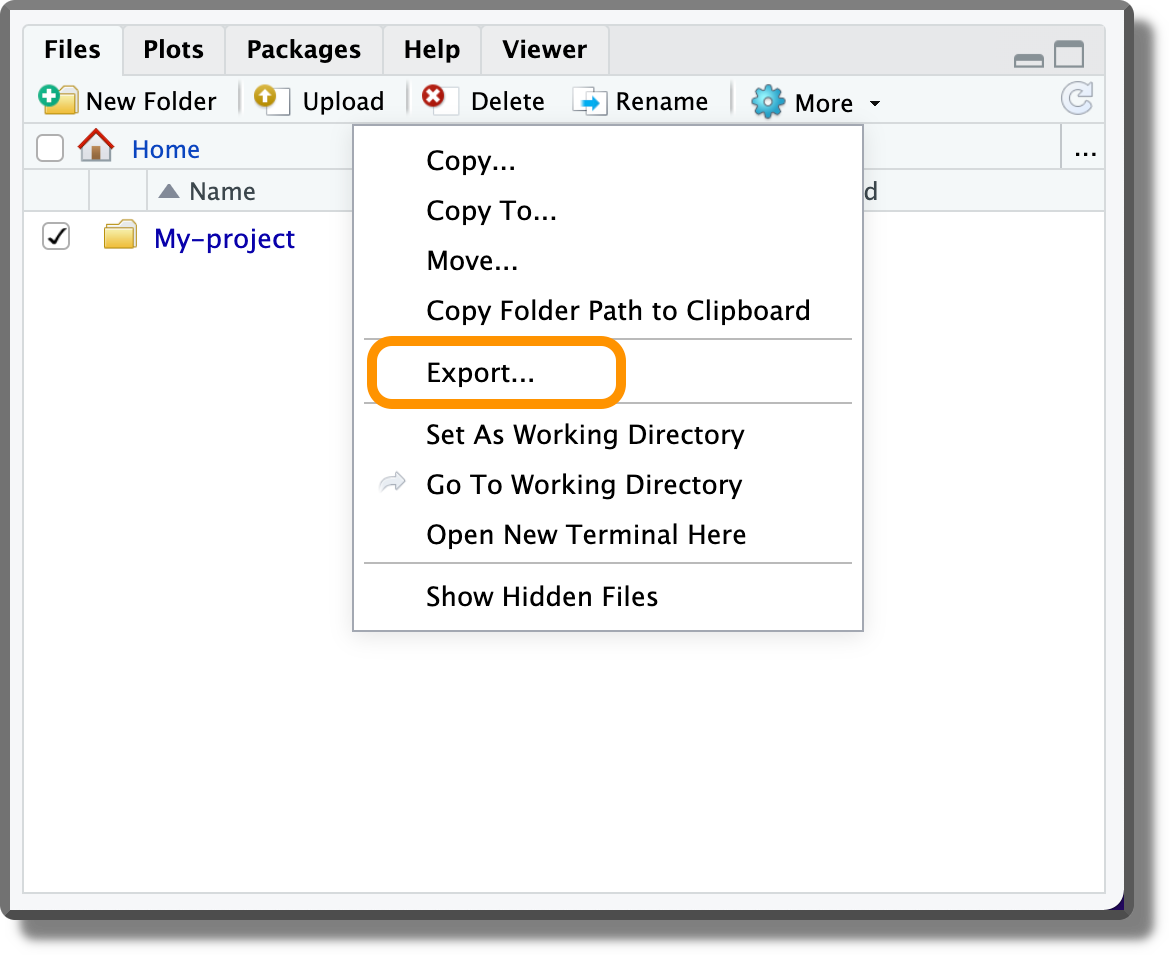 Files Plots Packages Help Viewer
New Folder Upload Delete Rename More
Home ...
Name d
My-project
Copy...
Copy To...
Move...
Copy Folder Path to Clipboard
Export...
Set As Working Directory
Go To Working Directory
Open New Terminal Here
Show Hidden Files